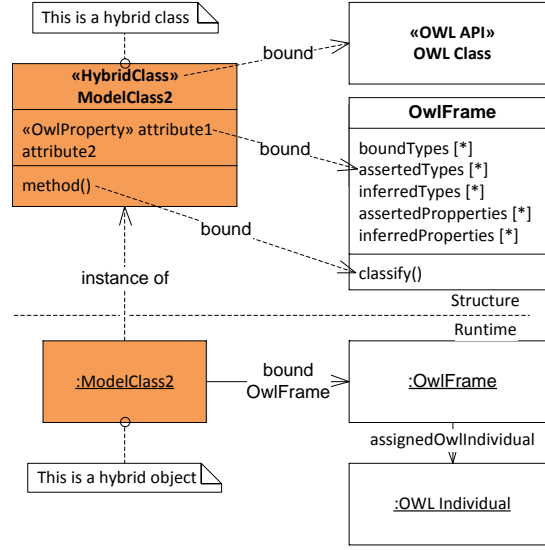 This is a hybrid class
«HybridClass»
ModelClass2
«OwlProperty» attribute1
attribute2
method()
bound
bound
bound
«OWL API»
OWL Class
OwlFrame
boundTypes [*]
assertedTypes [*]
inferredTypes [*]
assertedPropperties [*]
inferredProperties [*]
classify()
instance of
Structure
Runtime
:ModelClass2
bound
OwlFrame
:OwlFrame
assignedOwlIndividual
This is a hybrid object
:OWL Individual